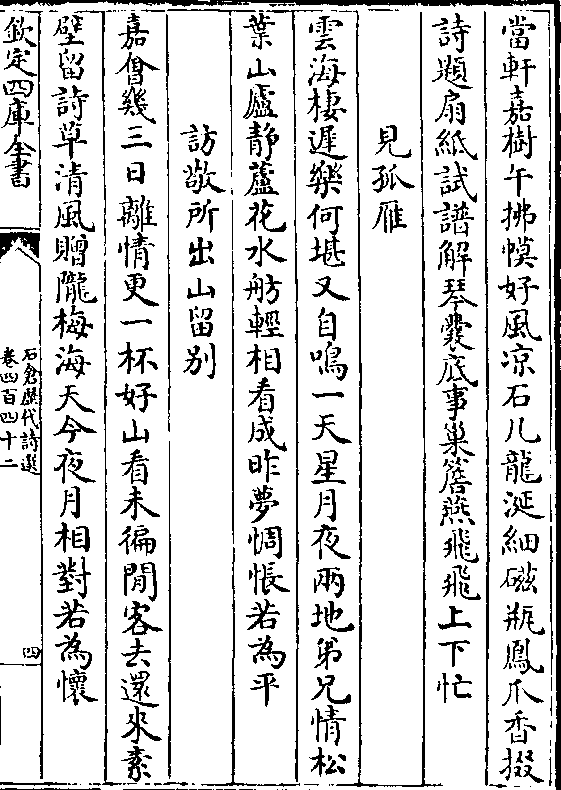 當軒嘉樹午拂幙好風凉石几龍涎細磁瓶鳳爪香掇
詩題扇紙試譜解琴囊底事巢簷燕飛飛上下忙
見孤雁
雲海棲遲樂何堪又自鳴一天星月夜兩地弟兄情松
葉山廬静蘆花水舫輕相看成昨夢惆悵若為平
訪敬所出山留别
嘉會幾三日離情更一杯好山看未徧閒客去還來素
壁留詩草清風贈隴梅海天今夜月相對若為懷
欽定四庫全書
石倉歷代詩選
卷四百四十二
四